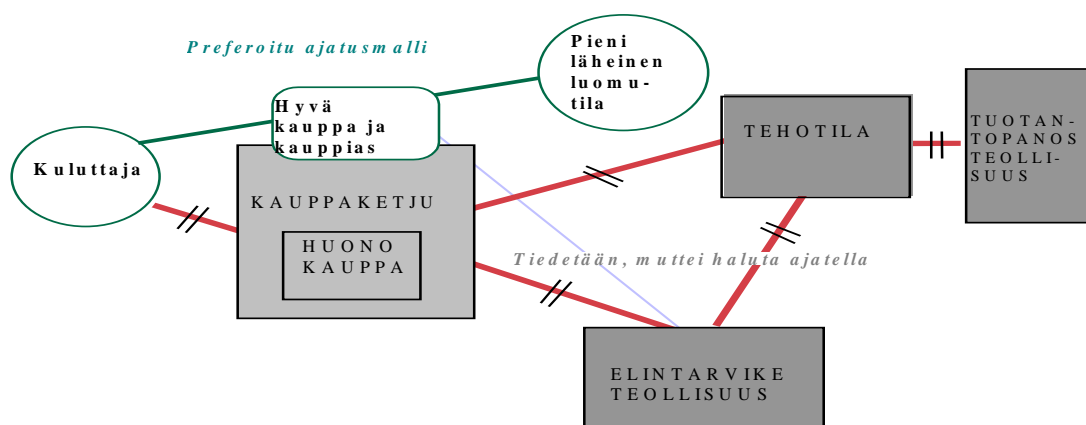 Preferoitu ajatusmalli
Pieni
läheinen
luomu-
tila
Hyvä
kauppa ja
kauppias
Kuluttaja
TEHOTILA
TUOTAN-
TOPANOS
TEOLLI-
SUUS
KAUPPAKETJU
HUONO
KAUPPA
Tiedetään, muttei haluta ajatella
ELINTARVIKE
TEOLLISUUS